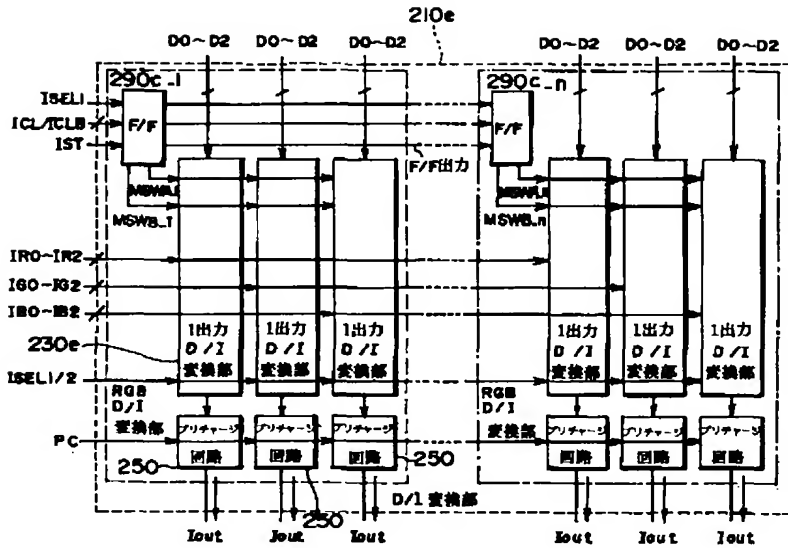 210e
D0~D2 D0~D2 D0~D2 D0~D2 D0~D2 D0~D2
290c_1 290c_n
ISEL1
ICL/ICLB
IST
F/F F/F
F/F出力
MSWA_1 MSWA_n
MSWB_1 MSWB_n
IR0~IR2
IG0~IG2
IB0~IB2
1出力 1出力 1出力 1出力 1出力 1出力
D/I D/I D/I D/I D/I D/I
変換部 変換部 変換部 変換部 変換部 変換部
230e
ISEL1/2
RGB RGB
D/I D/I
変換部 変換部
PC
プリチャージ プリチャージ プリチャージ プリチャージ プリチャージ プリチャージ
回路 回路 回路 回路 回路 回路
250 250 250
D/I変換部
Iout Iout Iout Iout Iout Iout